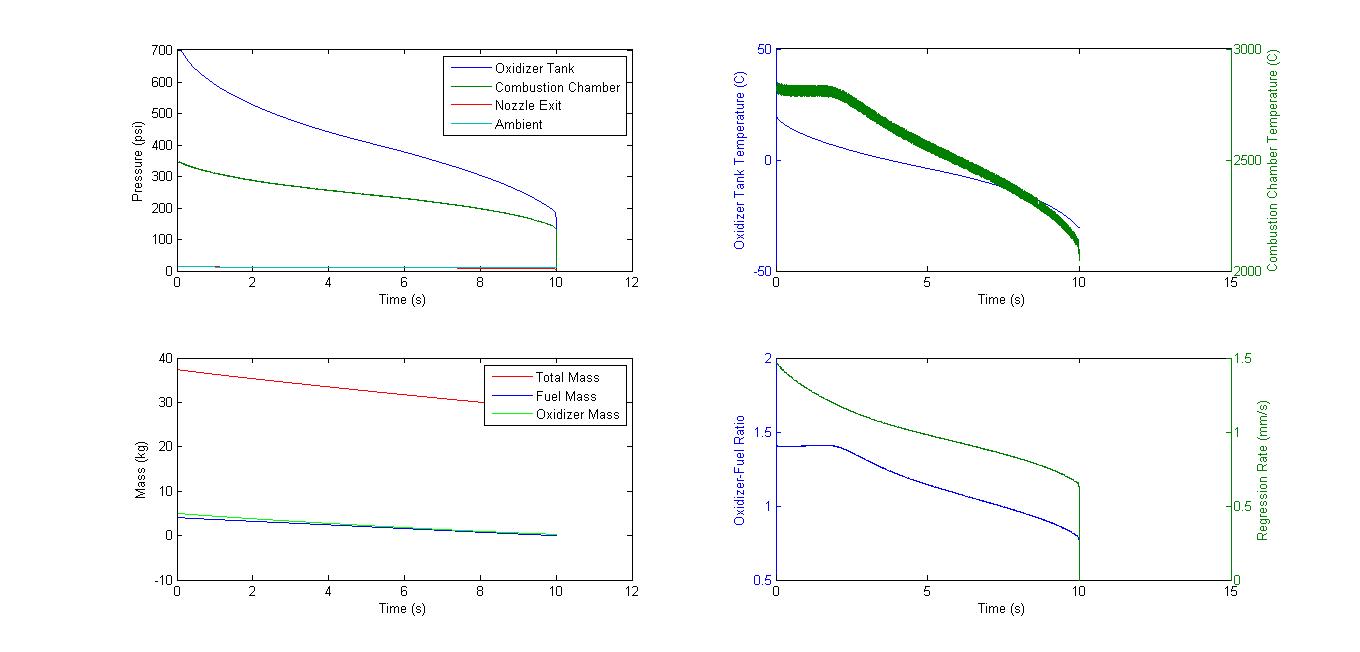 700
600
500
400
300
200
100
0
Pressure (psi)
Oxidizer Tank
Combustion Chamber
Nozzle Exit
Ambient
0 2 4 6 8 10 12
Time (s)
50
0
-50
Oxidizer Tank Temperature (C)
3000
2500
2000
Combustion Chamber Temperature (C)
0 5 10 15
Time (s)
40
30
20
10
0
-10
Mass (kg)
Total Mass
Fuel Mass
Oxidizer Mass
0 2 4 6 8 10 12
Time (s)
2
1.5
1
0.5
Oxidizer-Fuel Ratio
1.5
1
0.5
0
Regression Rate (mm/s)
0 5 10 15
Time (s)